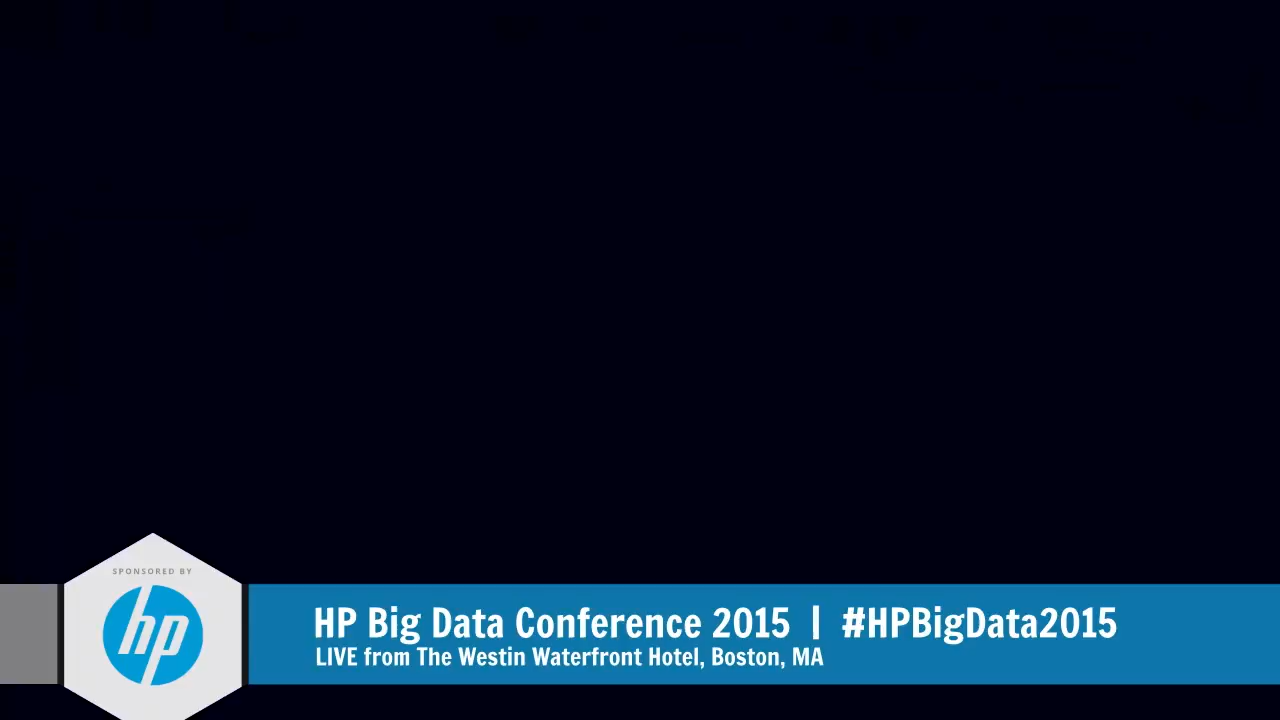 SPONSORED BY
hp
HP Big Data Conference 2015 | #HPBigData2015
LIVE from The Westin Waterfront Hotel, Boston, MA